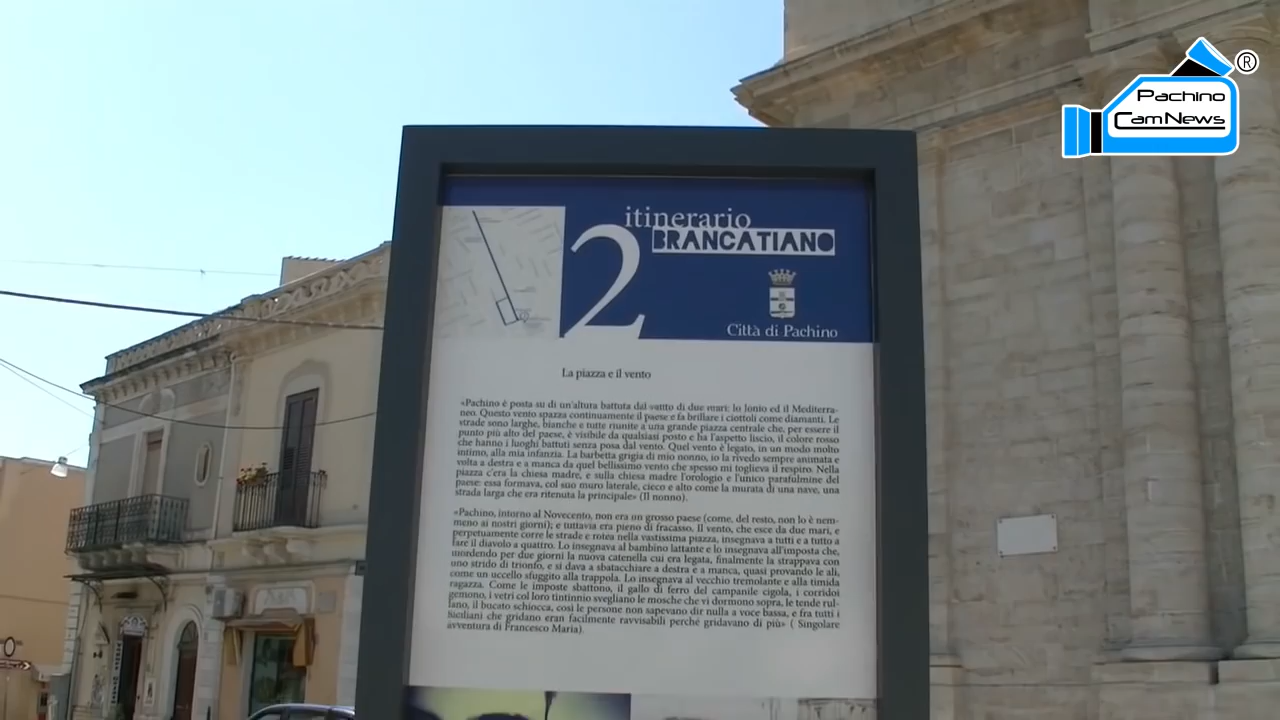 Pachino
CamNews
®
itinerario
2
BRANCATIANO
Città di Pachino
La piazza e il vento
«Pachino è posta su di un'altura battuta dal vento di due mari: lo Ionio ed il Mediterra-
neo. Questo vento spazza continuamente il paese e fa brillare i ciottoli come diamanti. Le
strade sono larghe, bianche e tutte riunite a una grande piazza centrale che, per essere il
punto più alto del paese, è visibile da qualsiasi posto e ha l'aspetto liscio, il colore rosso
che hanno i luoghi battuti senza posa dal vento. Quel vento è legato, in un modo molto
intimo, alla mia infanzia. La barbetta grigia di mio nonno, io la rivedo sempre animata e
volta a destra e a manca da quel bellissimo vento che spesso mi toglieva il respiro. Nella
piazza c'era la chiesa madre, e sulla chiesa madre l'orologio e l'unico parafulmine del
paese: essa formava, col suo muro laterale, cieco e alto come la murata di una nave, una
strada larga che era ritenuta la principale» (Il nonno).
«Pachino, intorno al Novecento, non era un grosso paese (come, del resto, non lo è nem-
meno ai nostri giorni); e tuttavia era pieno di fracasso. Il vento, che esce da due mari, e
perpetuamente corre le strade e rotea nella vastissima piazza, insegnava a tutti e a tutto a
fare il diavolo a quattro. Lo insegnava al bambino lattante e lo insegnava all'imposta che,
mordendo per due giorni la nuova catenella cui era legata, finalmente la strappava con
uno strido di trionfo, e si dava a sbatacchiare a destra e a manca, quasi provando le ali,
come un uccello sfuggito alla trappola. Lo insegnava al vecchio tremolante e alla timida
ragazza. Come le imposte sbattono, il gallo di ferro del campanile cigola, i corridoi
gemono, i vetri col loro tintinnio svegliano le mosche che vi dormono sopra, le tende rul-
lano, il bucato schiocca, così le persone non sapevano dir nulla a voce bassa, e fra tutti i
Siciliani che gridano eran facilmente ravvisabili perché gridavano di più» ( Singolare
avventura di Francesco Maria).